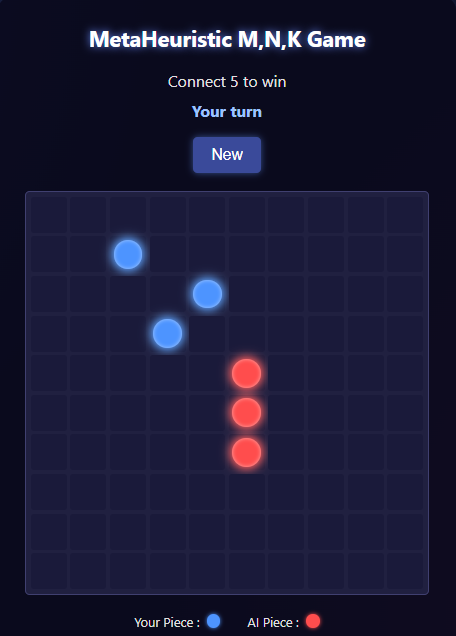 MetaHeuristic M,N,K Game
Connect 5 to win
Your turn
New
Your Piece : AI Piece :